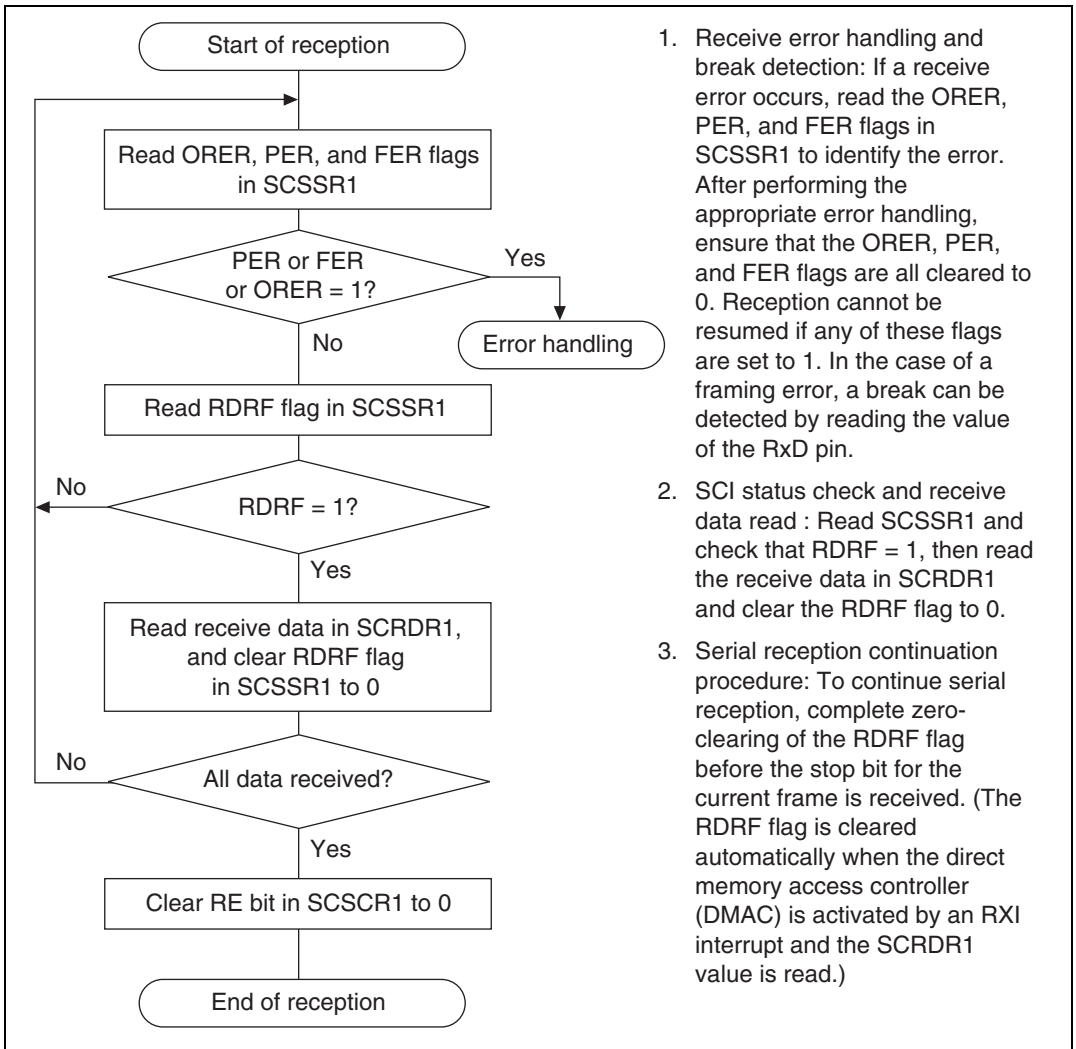 Start of reception
Read ORER, PER, and FER flags
in SCSSR1
PER or FER
or ORER = 1?
Yes
Error handling
No
Read RDRF flag in SCSSR1
No
RDRF = 1?
Yes
Read receive data in SCRDR1,
and clear RDRF flag
in SCSSR1 to 0
No
All data received?
Yes
Clear RE bit in SCSCR1 to 0
End of reception
1. Receive error handling and
break detection: If a receive
error occurs, read the ORER,
PER, and FER flags in
SCSSR1 to identify the error.
After performing the
appropriate error handling,
ensure that the ORER, PER,
and FER flags are all cleared to
0. Reception cannot be
resumed if any of these flags
are set to 1. In the case of a
framing error, a break can be
detected by reading the value
of the RxD pin.
2. SCI status check and receive
data read : Read SCSSR1 and
check that RDRF = 1, then read
the receive data in SCRDR1
and clear the RDRF flag to 0.
3. Serial reception continuation
procedure: To continue serial
reception, complete zero-
clearing of the RDRF flag
before the stop bit for the
current frame is received. (The
RDRF flag is cleared
automatically when the direct
memory access controller
(DMAC) is activated by an RXI
interrupt and the SCRDR1
value is read.)